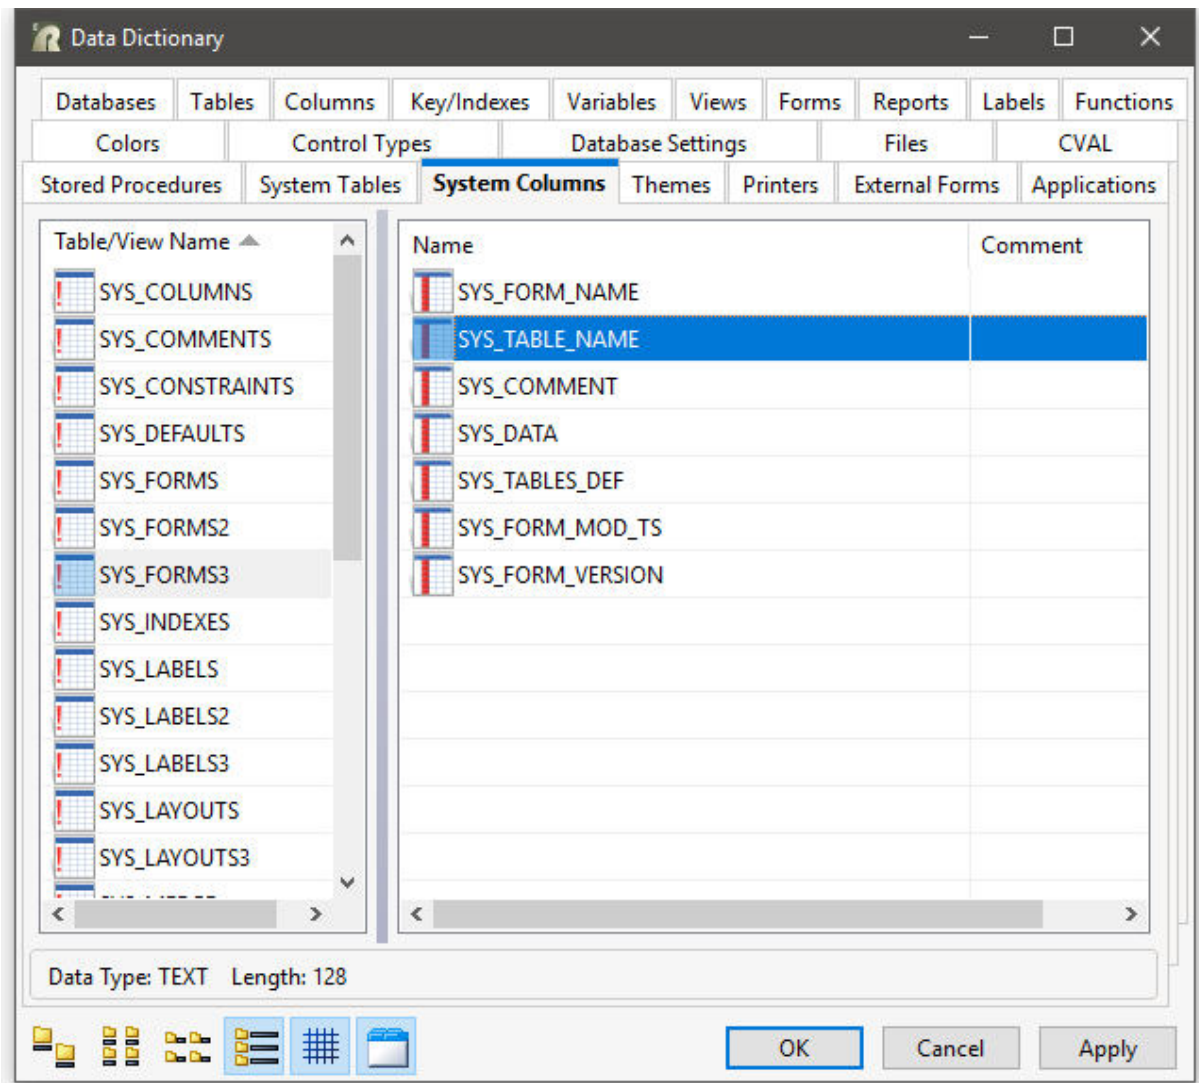 Data Dictionary
Databases Tables Columns Key/Indexes Variables Views Forms Reports Labels Functions
Colors Control Types Database Settings Files CVAL
Stored Procedures System Tables System Columns Themes Printers External Forms Applications
Table/View Name
SYS_COLUMNS
SYS_COMMENTS
SYS_CONSTRAINTS
SYS_DEFAULTS
SYS_FORMS
SYS_FORMS2
SYS_FORMS3
SYS_INDEXES
SYS_LABELS
SYS_LABELS2
SYS_LABELS3
SYS_LAYOUTS
SYS_LAYOUTS3
Name Comment
SYS_FORM_NAME
SYS_TABLE_NAME
SYS_COMMENT
SYS_DATA
SYS_TABLES_DEF
SYS_FORM_MOD_TS
SYS_FORM_VERSION
Data Type: TEXT Length: 128
OK Cancel Apply